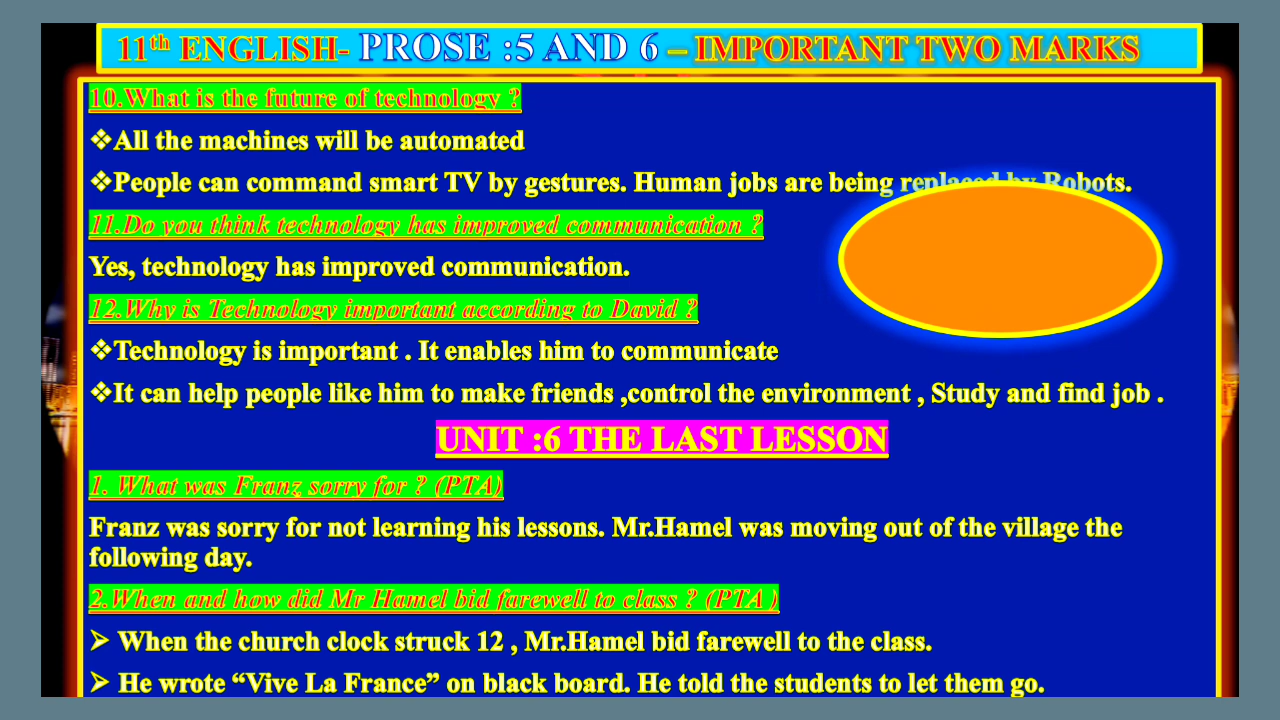 11th ENGLISH- PROSE :5 AND 6 – IMPORTANT TWO MARKS
10.What is the future of technology ?
❖All the machines will be automated
❖People can command smart TV by gestures. Human jobs are being replaced by Robots.
11.Do you think technology has improved communication ?
Yes, technology has improved communication.
12.Why is Technology important according to David ?
❖Technology is important . It enables him to communicate
❖It can help people like him to make friends ,control the environment , Study and find job .
UNIT :6 THE LAST LESSON
1. What was Franz sorry for ? (PTA)
Franz was sorry for not learning his lessons. Mr.Hamel was moving out of the village the
following day.
2.When and how did Mr Hamel bid farewell to class ? (PTA )
➢ When the church clock struck 12 , Mr.Hamel bid farewell to the class.
➢ He wrote “Vive La France” on black board. He told the students to let them go.